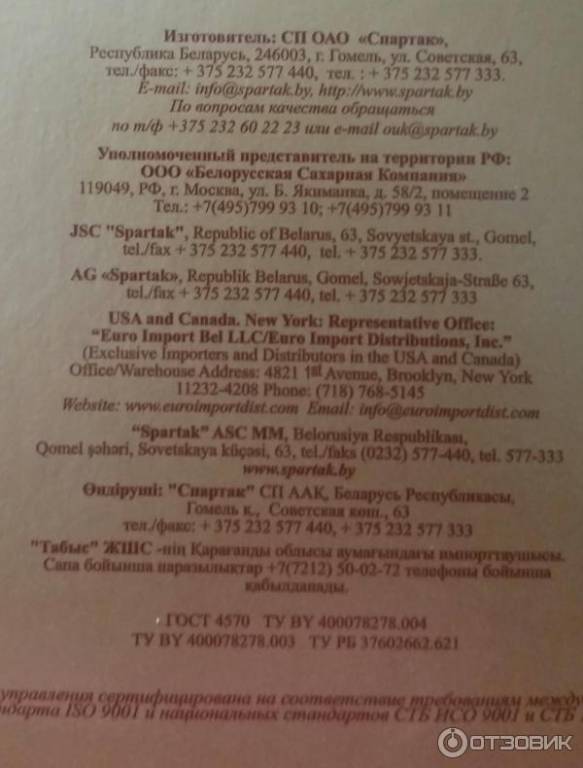 Изготовитель: СП ОАО «Спартак»,
Республика Беларусь, 246003, г. Гомель, ул. Советская, 63,
тел./факс: + 375 232 577 440, тел. : + 375 232 577 333.
E-mail: info@spartak.by, http://www.spartak.by
По вопросам качества обращаться
по т/ф +375 232 60 22 23 или e-mail ouk@spartak.by
Уполномоченный представитель на территории РФ:
ООО «Белорусская Сахарная Компания»
119049, РФ, г. Москва, ул. Б. Якиманка, д. 58/2, помещение 2
Тел.: +7(495)799 93 10; +7(495)799 93 11
JSC "Spartak", Republic of Belarus, 63, Sovyetskaya st., Gomel,
tel./fax + 375 232 577 440, tel. + 375 232 577 333.
AG «Spartak», Republik Belarus, Gomel, Sowjetskaja-Straße 63,
tel./fax + 375 232 577 440, tel. + 375 232 577 333
USA and Canada. New York: Representative Office:
"Euro Import Bel LLC/Euro Import Distributions, Inc."
(Exclusive Importers and Distributors in the USA and Canada)
Office/Warehouse Address: 4821 1st Avenue, Brooklyn, New York
11232-4208 Phone: (718) 768-5145
Website: www.euroimportdist.com Email: info@euroimportdist.com
"Spartak" ASC MM, Belorusiya Respublikası,
Qomel şəhəri, Sovetskaya küçəsi, 63, tel./faks (0232) 577-440, tel. 577-333
www.spartak.by
Өндіруші: "Спартак" СП ААҚ, Беларусь Республикасы,
Гомель к., Советская кош., 63
тел./факс: + 375 232 577 440, + 375 232 577 333
"Табыс" ЖШС -нің Қарағанды облысы аумағындағы импорттаушысы.
Сапа бойынша наразылықтар +7(7212) 50-02-72 телефоны бойынша
қабылданады.
ГОСТ 4570 ТУ BY 400078278.004
ТУ BY 400078278.003 ТУ РБ 37602662.621
управления сертифицирована на соответствие требованиям
ISO 9001 и национальных стандартов СТБ ИСО 9001 и СТБ
ОТЗОВИК